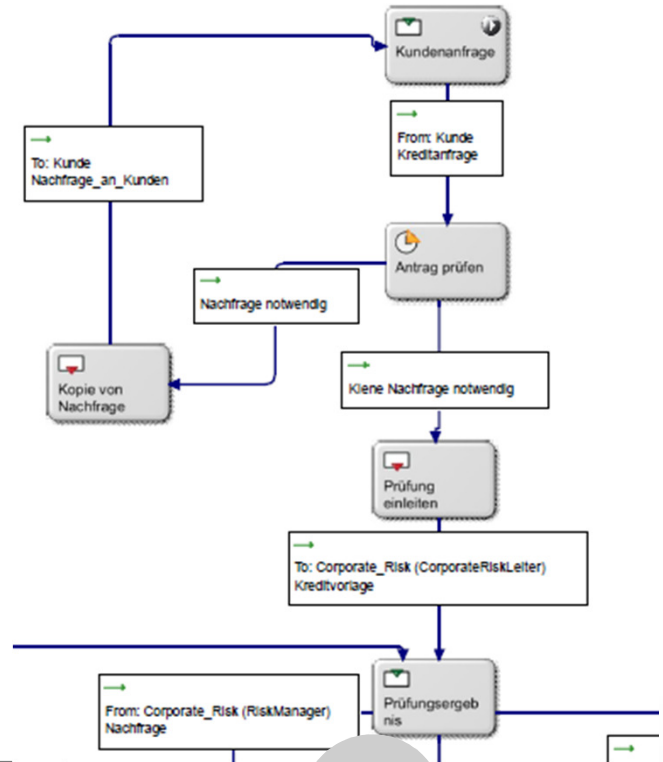 Kundenanfrage
From: Kunde
Kreditanfrage
To: Kunde
Nachfrage_an_Kunden
Antrag prüfen
Nachfrage notwendig
Kopie von
Nachfrage
Kiene Nachfrage notwendig
Prüfung
einleiten
To: Corporate_Risk (CorporateRiskLeiter)
Kreditvorlage
Prüfungsergeb
nis
From: Corporate_Risk (RiskManager)
Nachfrage